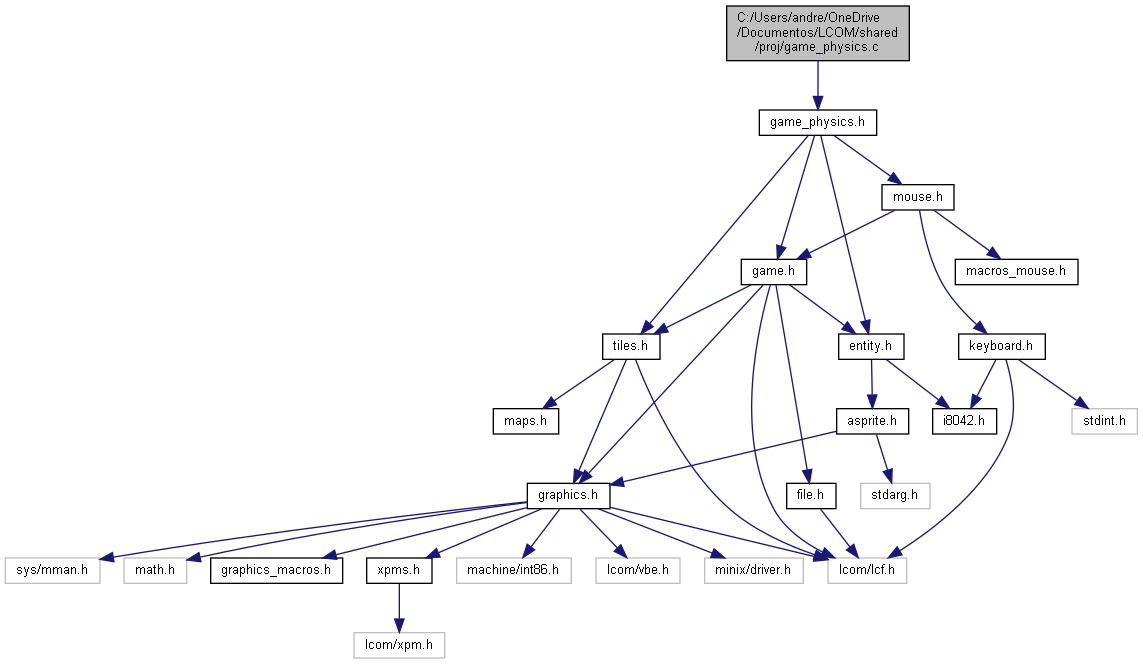 C:/Users/andre/OneDrive
/Documentos/LCOM/shared
/proj/game_physics.c
game_physics.h
mouse.h
game.h
macros_mouse.h
tiles.h
entity.h
keyboard.h
maps.h
asprite.h
i8042.h
stdint.h
graphics.h
file.h
stdarg.h
sys/mman.h
math.h
graphics_macros.h
xpms.h
machine/int86.h
lcom/vbe.h
minix/driver.h
lcom/lcf.h
lcom/xpm.h